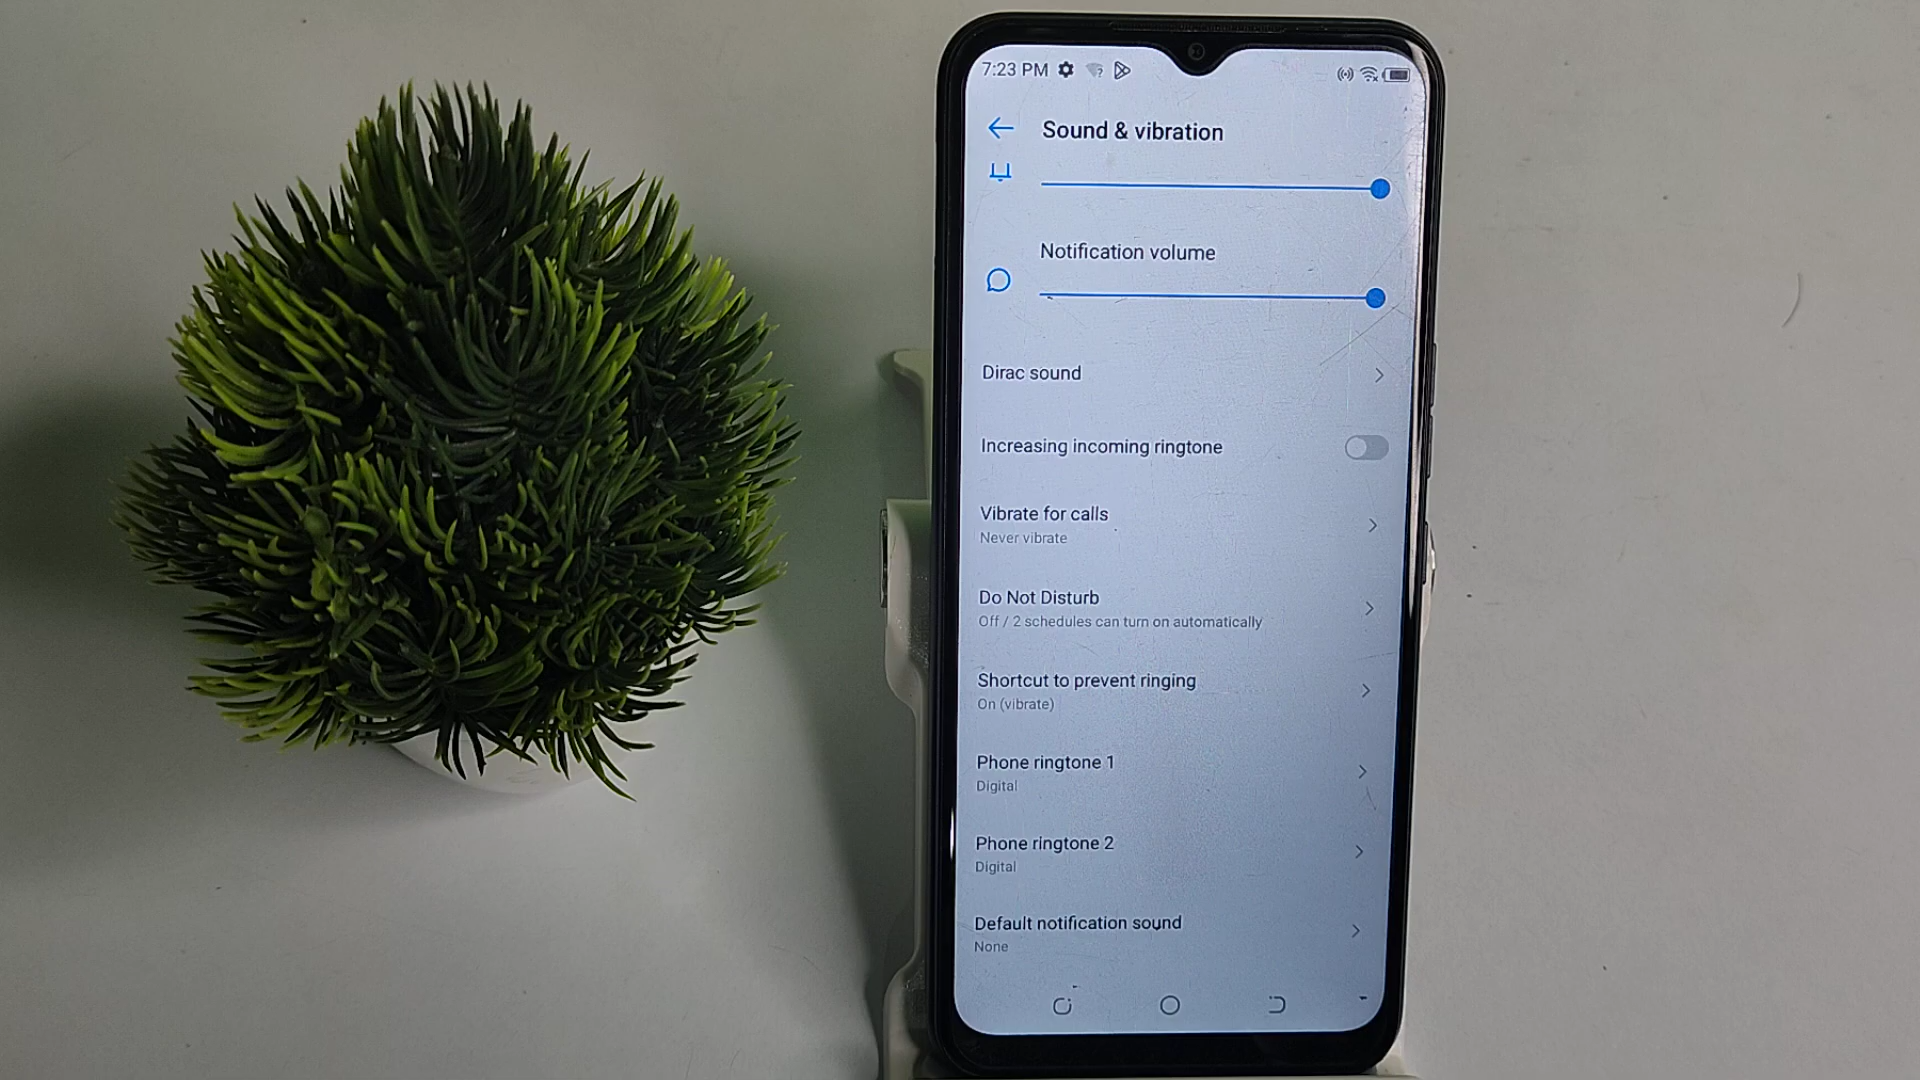 7:23 PM
Sound & vibration
Notification volume
Dirac sound
Increasing incoming ringtone
Vibrate for calls
Never vibrate
Do Not Disturb
Off / 2 schedules can turn on automatically
Shortcut to prevent ringing
On (vibrate)
Phone ringtone 1
Digital
Phone ringtone 2
Digital
Default notification sound
None